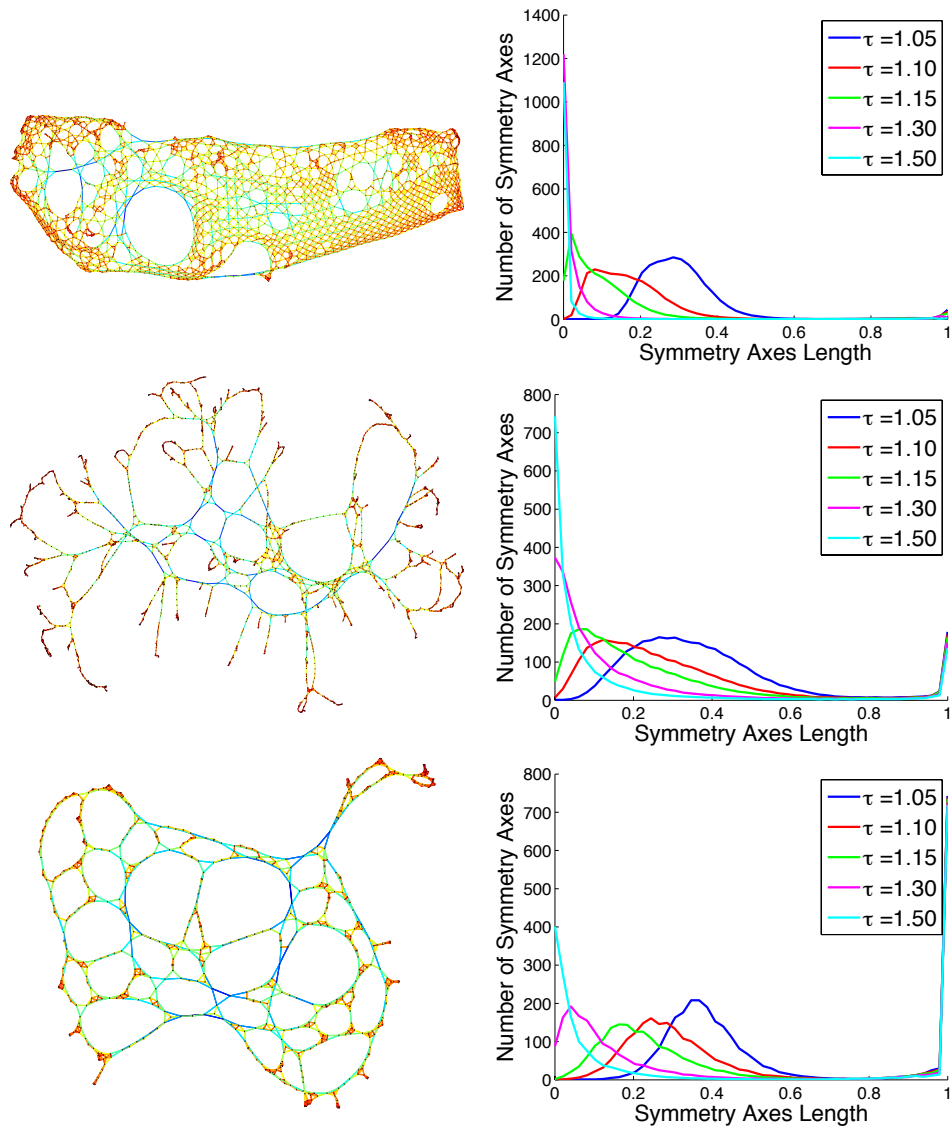 1400
1200
1000
800
600
400
200
0
Number of Symmetry Axes
τ =1.05
τ =1.10
τ =1.15
τ =1.30
τ =1.50
0 0.2 0.4 0.6 0.8 1
Symmetry Axes Length
800
700
600
500
400
300
200
100
0
Number of Symmetry Axes
τ =1.05
τ =1.10
τ =1.15
τ =1.30
τ =1.50
0 0.2 0.4 0.6 0.8 1
Symmetry Axes Length
800
700
600
500
400
300
200
100
0
Number of Symmetry Axes
τ =1.05
τ =1.10
τ =1.15
τ =1.30
τ =1.50
0 0.2 0.4 0.6 0.8 1
Symmetry Axes Length